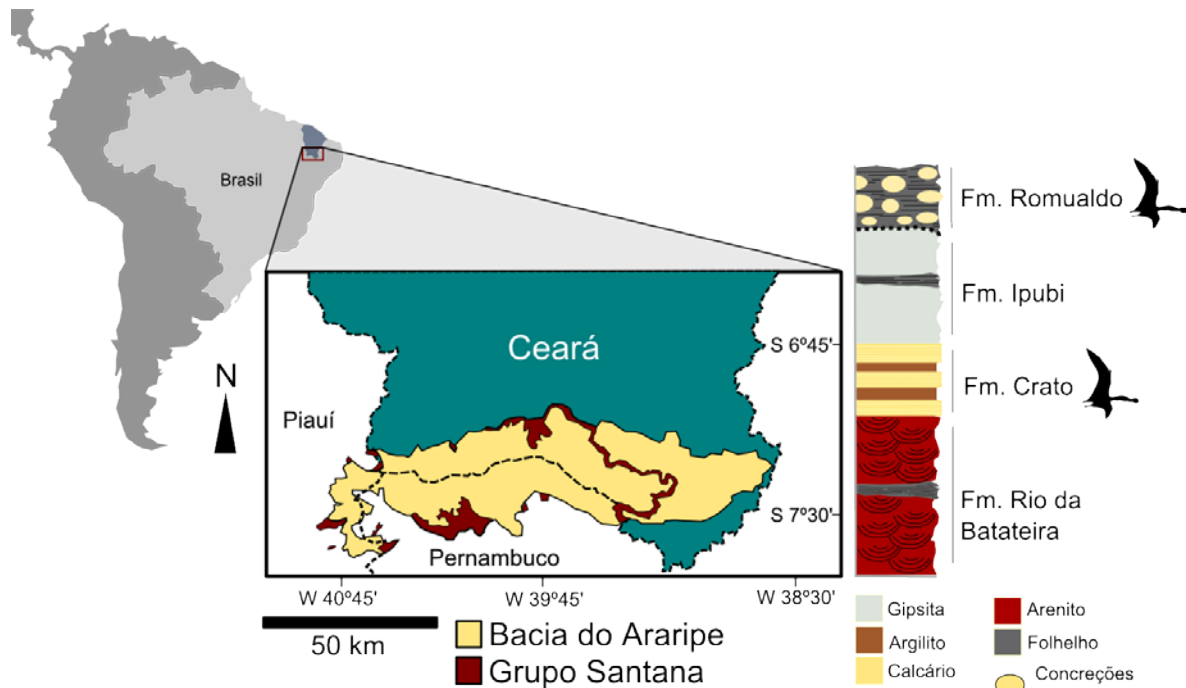 Brasil
N
Ceará
Piauí
Pernambuco
S 6º45'
S 7º30'
W 40º45'
W 39º45'
W 38º30'
50 km
Bacia do Araripe
Grupo Santana
Fm. Romualdo
Fm. Ipubi
Fm. Crato
Fm. Rio da
Batateira
Gipsita
Argilito
Calcário
Arenito
Folhelho
Concreções